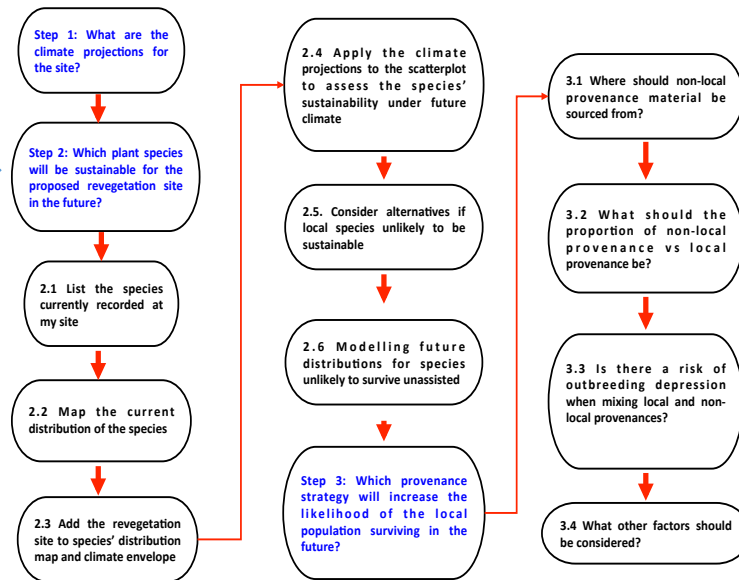 Step 1: What are the
climate projections for
the site?
Step 2: Which plant species
will be sustainable for the
proposed revegetation site
in the future?
2.1 List the species
currently recorded at
my site
2.2 Map the current
distribution of the species
2.3 Add the revegetation
site to species' distribution
map and climate envelope
2.4 Apply the climate
projections to the scatterplot
to assess the species'
sustainability under future
climate
2.5. Consider alternatives if
local species unlikely to be
sustainable
2.6 Modelling future
distributions for species
unlikely to survive unassisted
Step 3: Which provenance
strategy will increase the
likelihood of the local
population surviving in the
future?
3.1 Where should non-local
provenance material be
sourced from?
3.2 What should the
proportion of non-local
provenance vs local
provenance be?
3.3 Is there a risk of
outbreeding depression
when mixing local and non-
local provenances?
3.4 What other factors should
be considered?